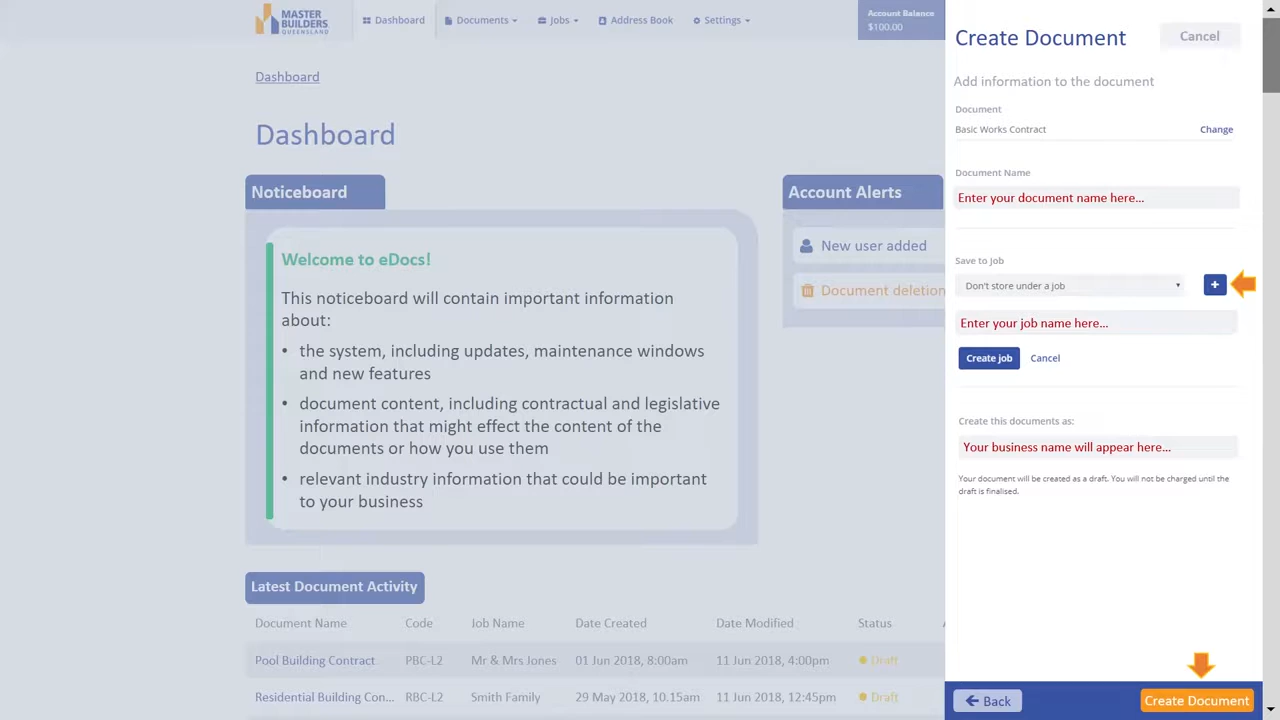 MASTER
BUILDERS
QUEENSLAND
Dashboard
Documents
Jobs
Address Book
Settings
Account Balance
$100.00
Dashboard
Dashboard
Noticeboard
Welcome to eDocs!
This noticeboard will contain important information
about:
• the system, including updates, maintenance windows
and new features
• document content, including contractual and legislative
information that might effect the content of the
documents or how you use them
• relevant industry information that could be important
to your business
Account Alerts
New user added
Document deletion
Latest Document Activity
Document Name Code Job Name Date Created Date Modified Status
Pool Building Contract PBC-L2 Mr & Mrs Jones 01 Jun 2018, 8:00am 11 Jun 2018, 4:00pm Draft
Residential Building Con... RBC-L2 Smith Family 29 May 2018, 10.15am 11 Jun 2018, 12:45pm Draft
Create Document
Cancel
Add information to the document
Document
Basic Works Contract Change
Document Name
Enter your document name here...
Save to Job
Don't store under a job
+
Enter your job name here...
Create job Cancel
Create this documents as:
Your business name will appear here...
Your document will be created as a draft. You will not be charged until the
draft is finalised.
Back
Create Document